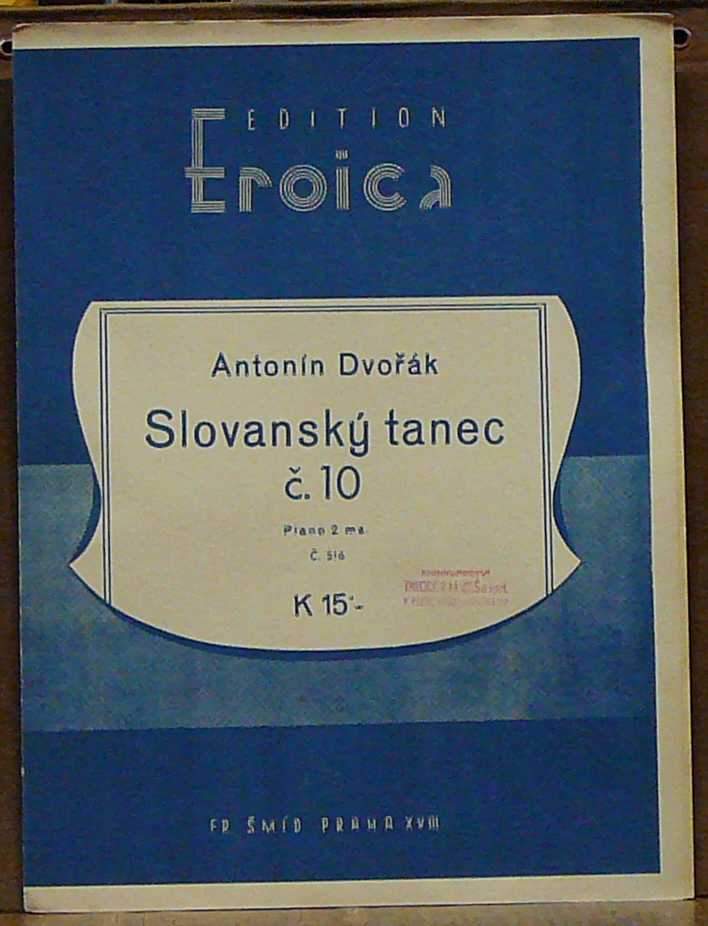 EDITION
Eroica
Antonín Dvořák
Slovanský tanec
č. 10
Piano 2 ms
Č. 516
K 15·-
FR. ŠMÍD PRAHA XVIII